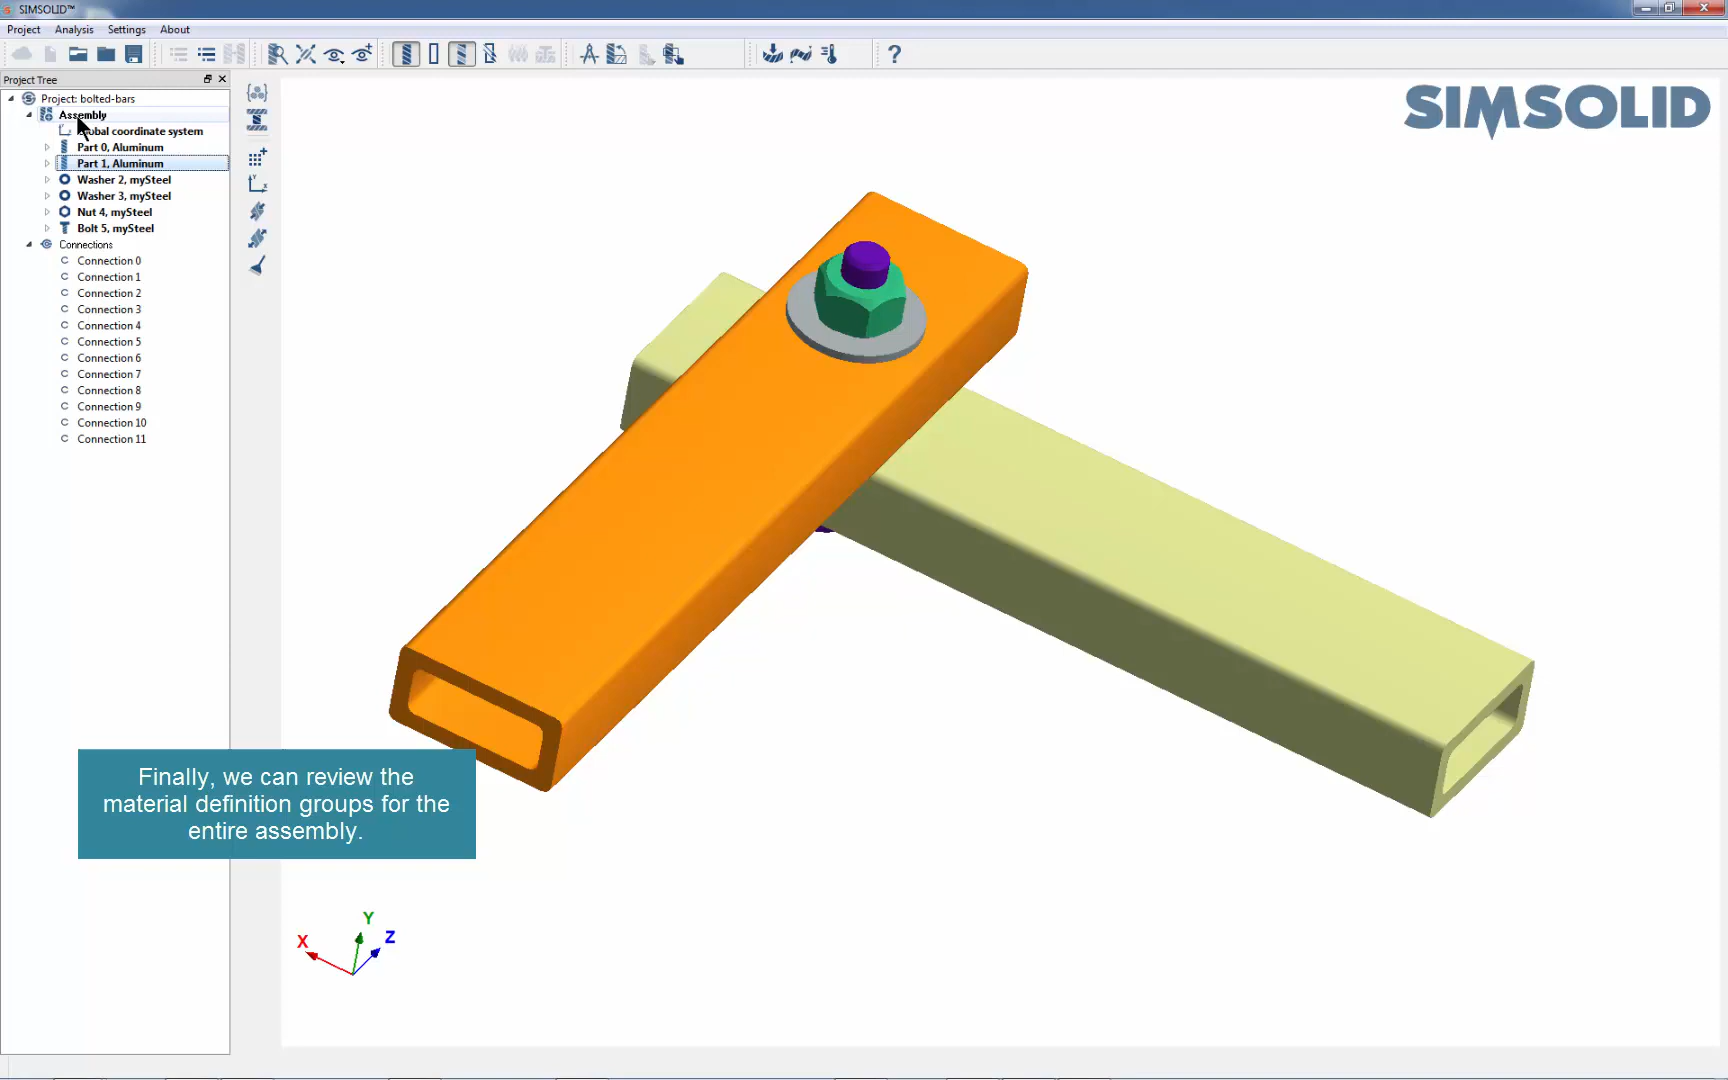 SIMSOLID™
Project Analysis Settings About
Project Tree
Project: bolted-bars
Assembly
obal coordinate system
Part 0, Aluminum
Part 1, Aluminum
Washer 2, mySteel
Washer 3, mySteel
Nut 4, mySteel
Bolt 5, mySteel
Connections
Connection 0
Connection 1
Connection 2
Connection 3
Connection 4
Connection 5
Connection 6
Connection 7
Connection 8
Connection 9
Connection 10
Connection 11
SIMSOLID
Finally, we can review the
material definition groups for the
entire assembly.
Y
X
Z